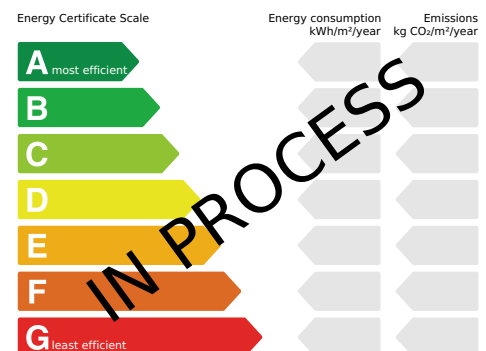 Energy Certificate Scale
Energy consumption
kWh/m²/year
Emissions
kg CO₂/m²/year
A most efficient
B
C
D
E
F
G least efficient
IN PROCESS